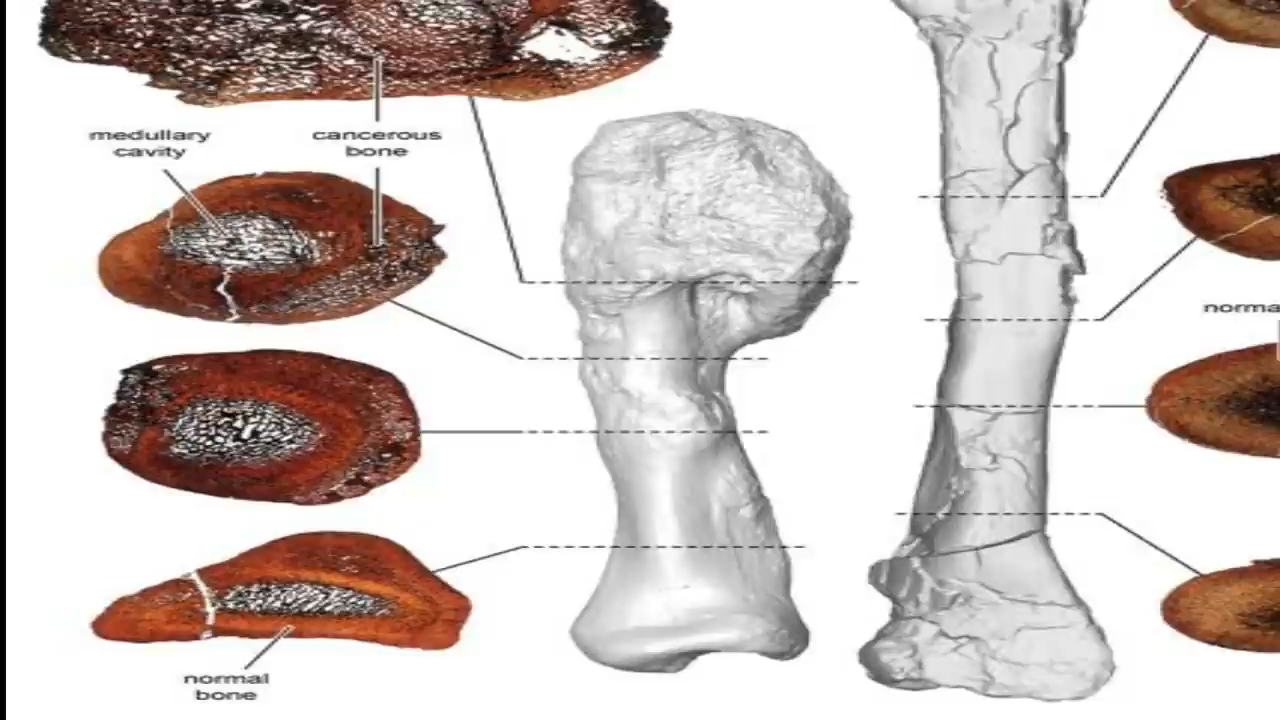 medullary
cavity
cancerous
bone
norma
normal
bone